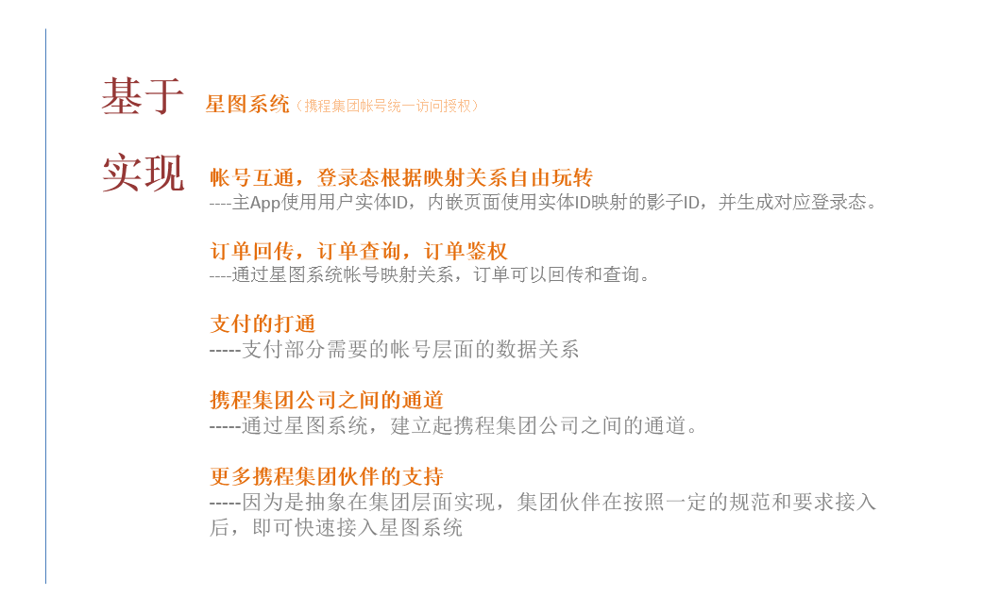 基于 星图系统（携程集团帐号统一访问授权）
实现 帐号互通，登录态根据映射关系自由玩转
----主App使用用户实体ID，内嵌页面使用实体ID映射的影子ID，并生成对应登录态。
订单回传，订单查询，订单鉴权
----通过星图系统帐号映射关系，订单可以回传和查询。
支付的打通
-----支付部分需要的帐号层面的数据关系
携程集团公司之间的通道
-----通过星图系统，建立起携程集团公司之间的通道。
更多携程集团伙伴的支持
-----因为是抽象在集团层面实现，集团伙伴在按照一定的规范和要求接入
后，即可快速接入星图系统